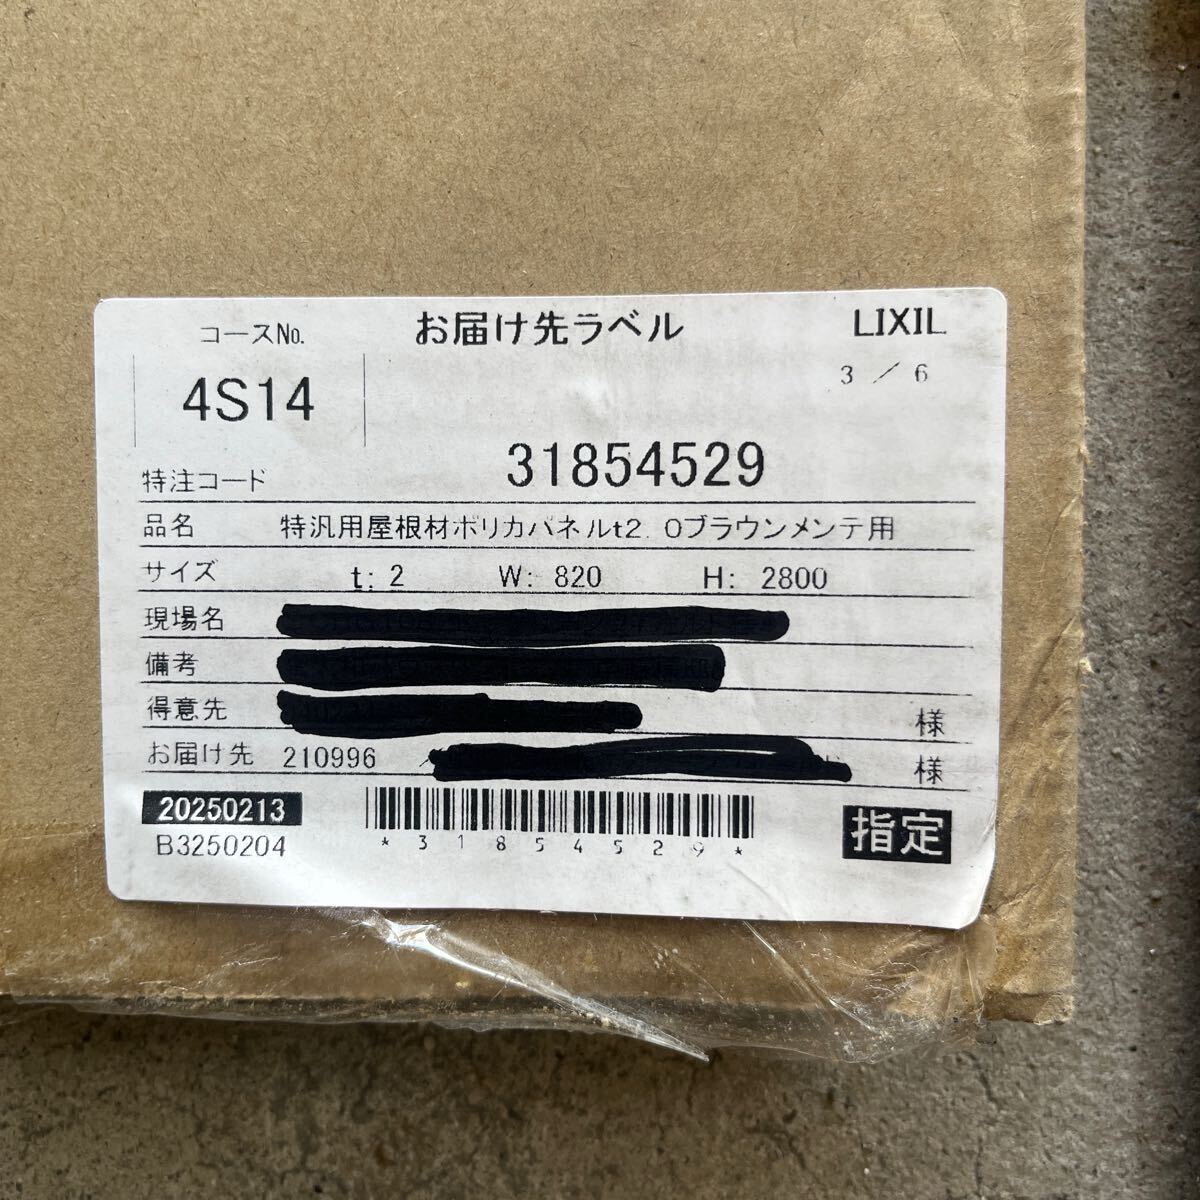 コースNo.
お届け先ラベル
LIXIL
3 / 6
4S14
特注コード
31854529
品名 特汎用屋根材ポリカパネルt2.0ブラウンメンテ用
サイズ t: 2 W: 820 H: 2800
現場名
備考
得意先 様
お届け先 210996 様
20250213
B3250204
*31854529*
指定